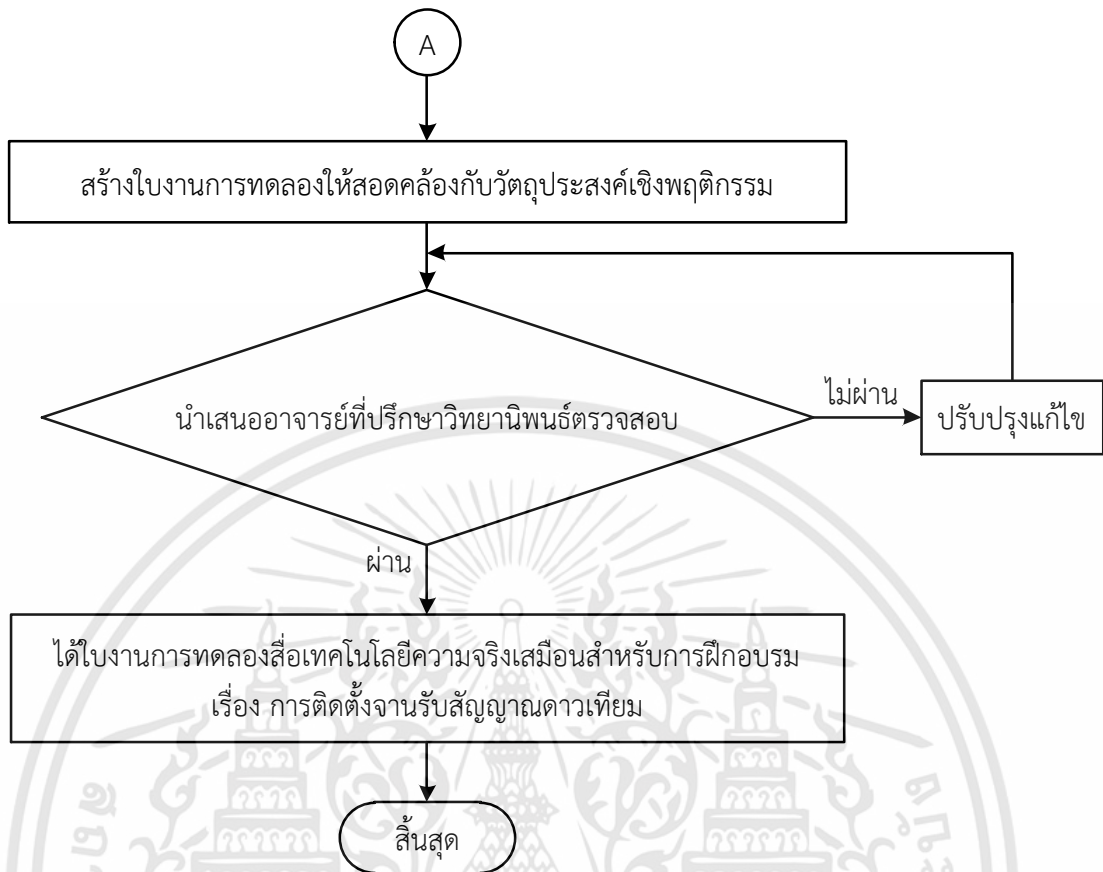 A
สร้างใบงานการทดลองให้สอดคล้องกับวัตถุประสงค์เชิงพฤติกรรม
นำเสนออาจารย์ที่ปรึกษาวิทยานิพนธ์ตรวจสอบ
ไม่ผ่าน
ปรับปรุงแก้ไข
ผ่าน
ได้ใบงานการทดลองสื่อเทคโนโลยีความจริงเสมือนสำหรับการฝึกอบรม
เรื่อง การติดตั้งจานรับสัญญาณดาวเทียม
สิ้นสุด